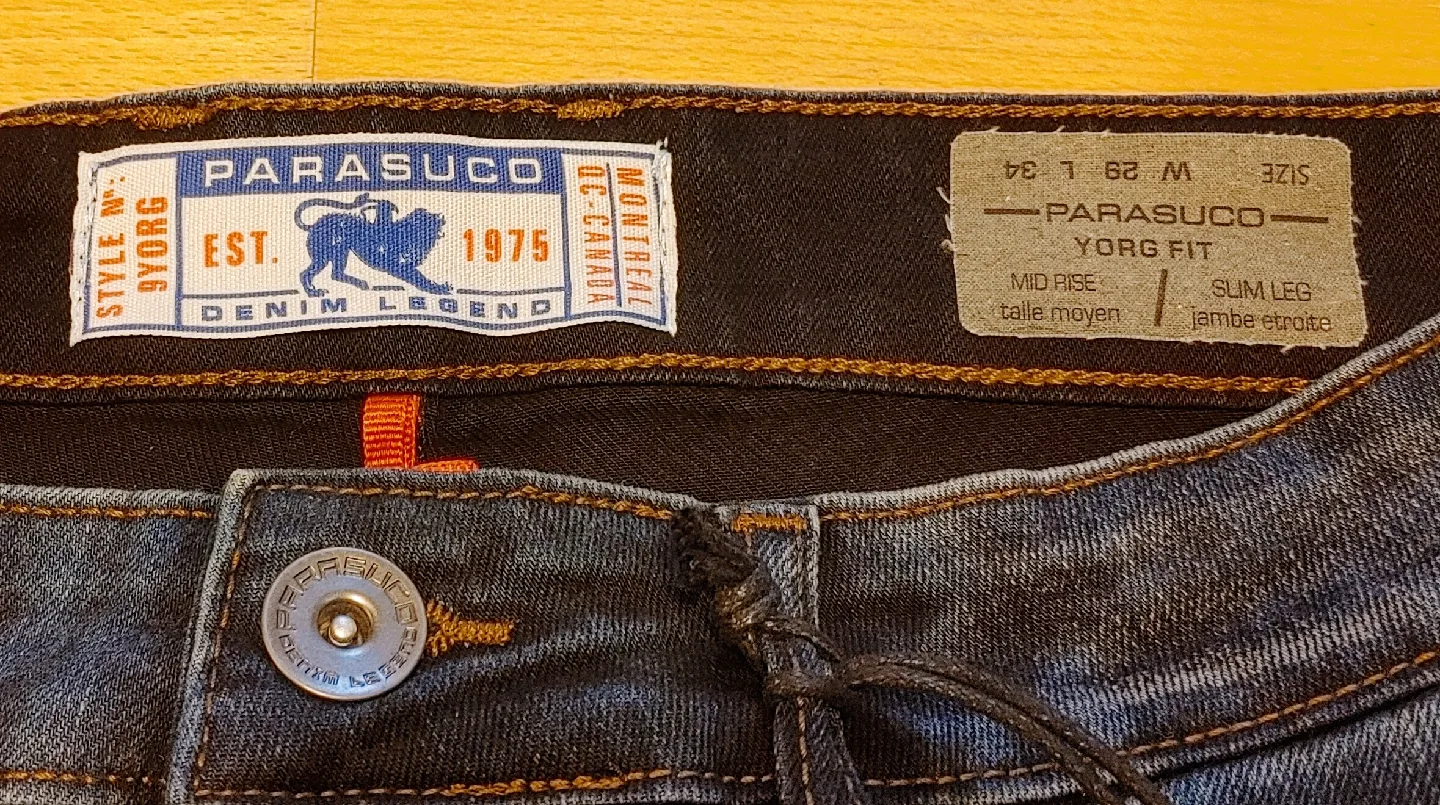 STYLE Nº.:
9YORG
PARASUCO
EST. 1975
DENIM LEGEND
MONTREAL
QC-CANADA
SIZE W 29 L 34
PARASUCO
YORG FIT
MID RISE / SLIM LEG
taille moyen jambe etroite
PARASUCO
DENIM LEGEND